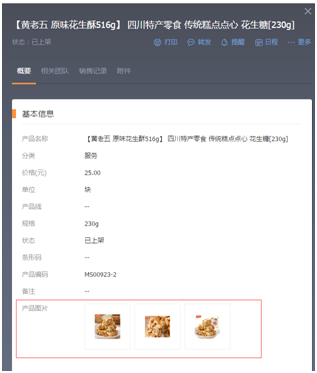 【黄老五 原味花生酥516g】 四川特产零食 传统糕点点心 花生糖[230g]
状态：已上架
打印 转发 提醒 日程 ··· 更多
概要 相关团队 销售记录 附件
基本信息
产品名称 【黄老五 原味花生酥516g】 四川特产零食 传统糕点点心 花生糖[230g]
分类 服务
价格(元) 25.00
单位 块
产品线 --
规格 230g
状态 已上架
条形码 --
产品编码 MS00923-2
备注 --
产品图片